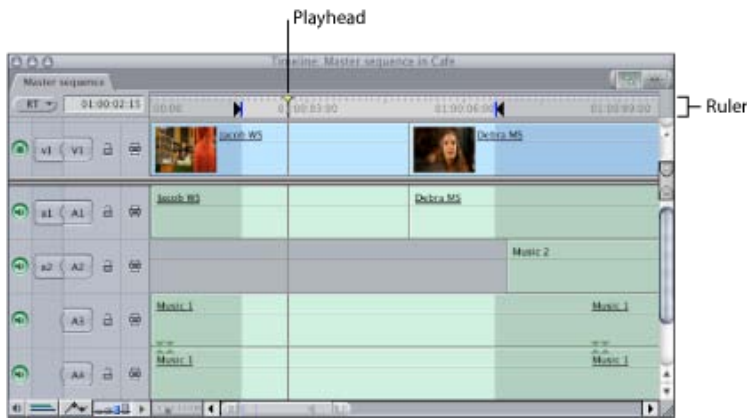 Playhead
Timeline: Master sequence in Cafe
Master sequence
RT 01:00:02:15 00:00 01:00:03:00 01:00:06:00 01:00:09:00
Ruler
v1 V1 Jacob WS Debra MS
a1 A1 Jacob WS Debra MS
a2 A2 Music 2
A3 Music 1 Music 1
A4 Music 1 Music 1